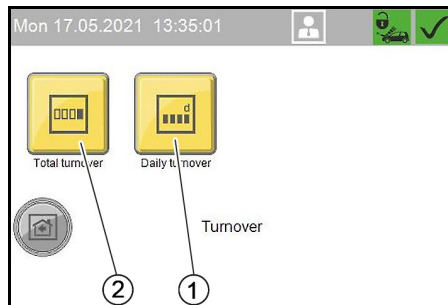 Mon 17.05.2021 13:35:01
d
Total turnover
Daily turnover
Turnover
2
1